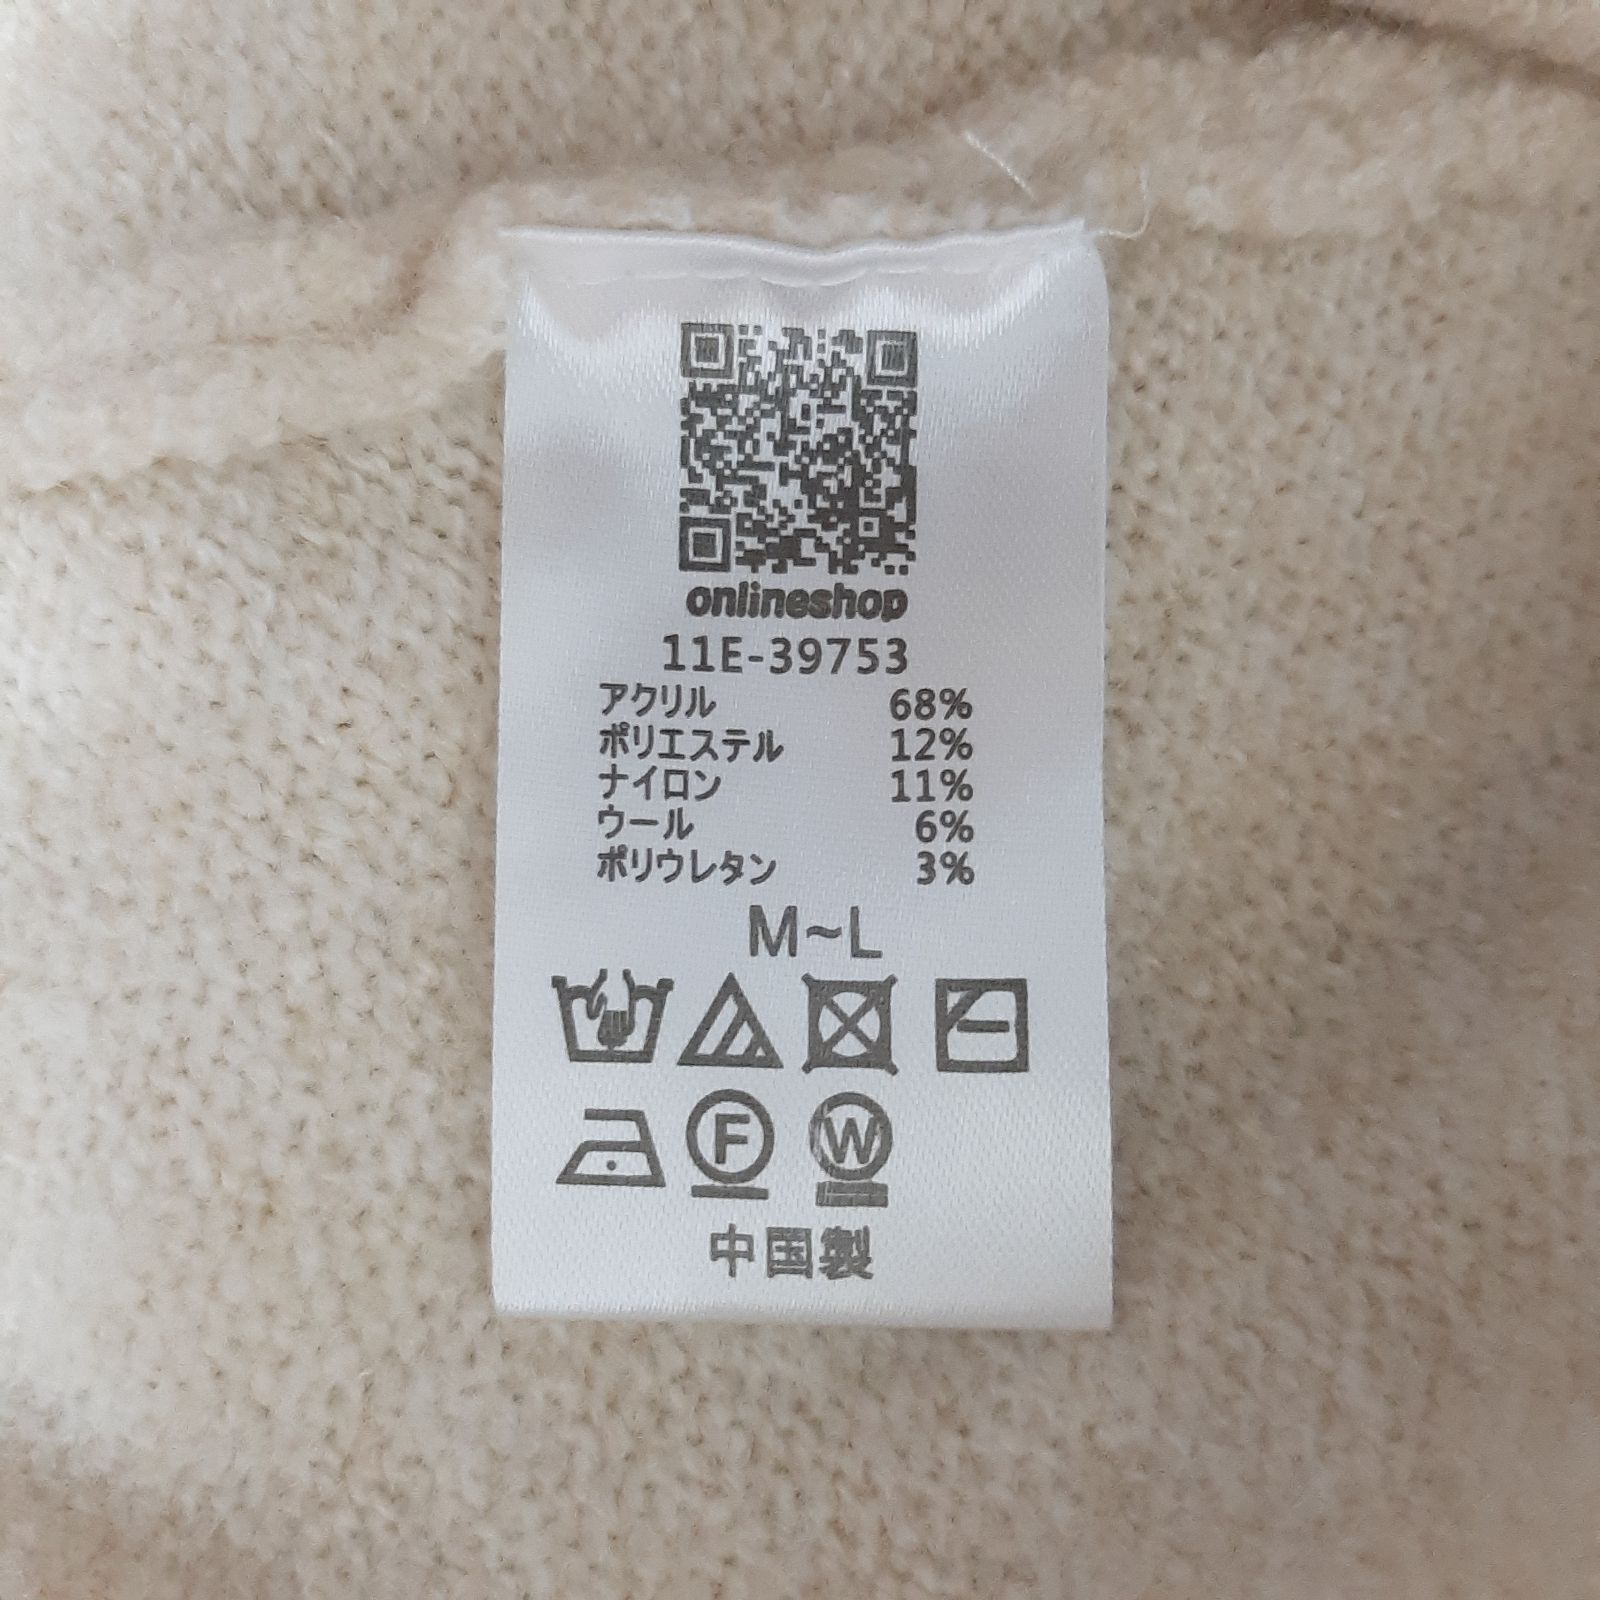 onlineshop
11E-39753
アクリル 68%
ポリエステル 12%
ナイロン 11%
ウール 6%
ポリウレタン 3%
M~L
F W
中国製